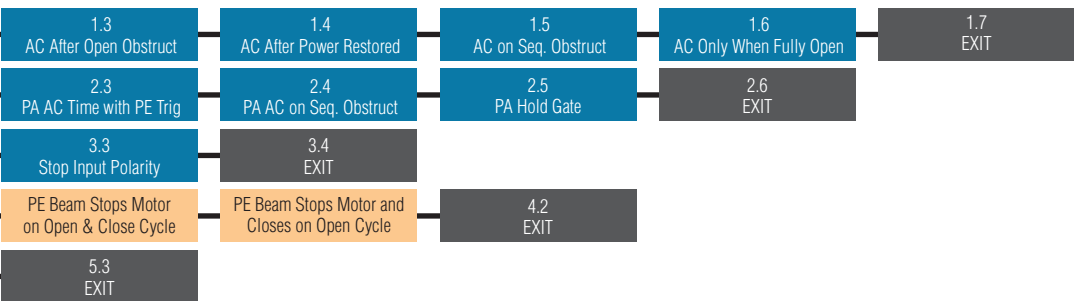 1.3
AC After Open Obstruct
1.4
AC After Power Restored
1.5
AC on Seq. Obstruct
1.6
AC Only When Fully Open
1.7
EXIT
2.3
PA AC Time with PE Trig
2.4
PA AC on Seq. Obstruct
2.5
PA Hold Gate
2.6
EXIT
3.3
Stop Input Polarity
3.4
EXIT
PE Beam Stops Motor
on Open & Close Cycle
PE Beam Stops Motor and
Closes on Open Cycle
4.2
EXIT
5.3
EXIT